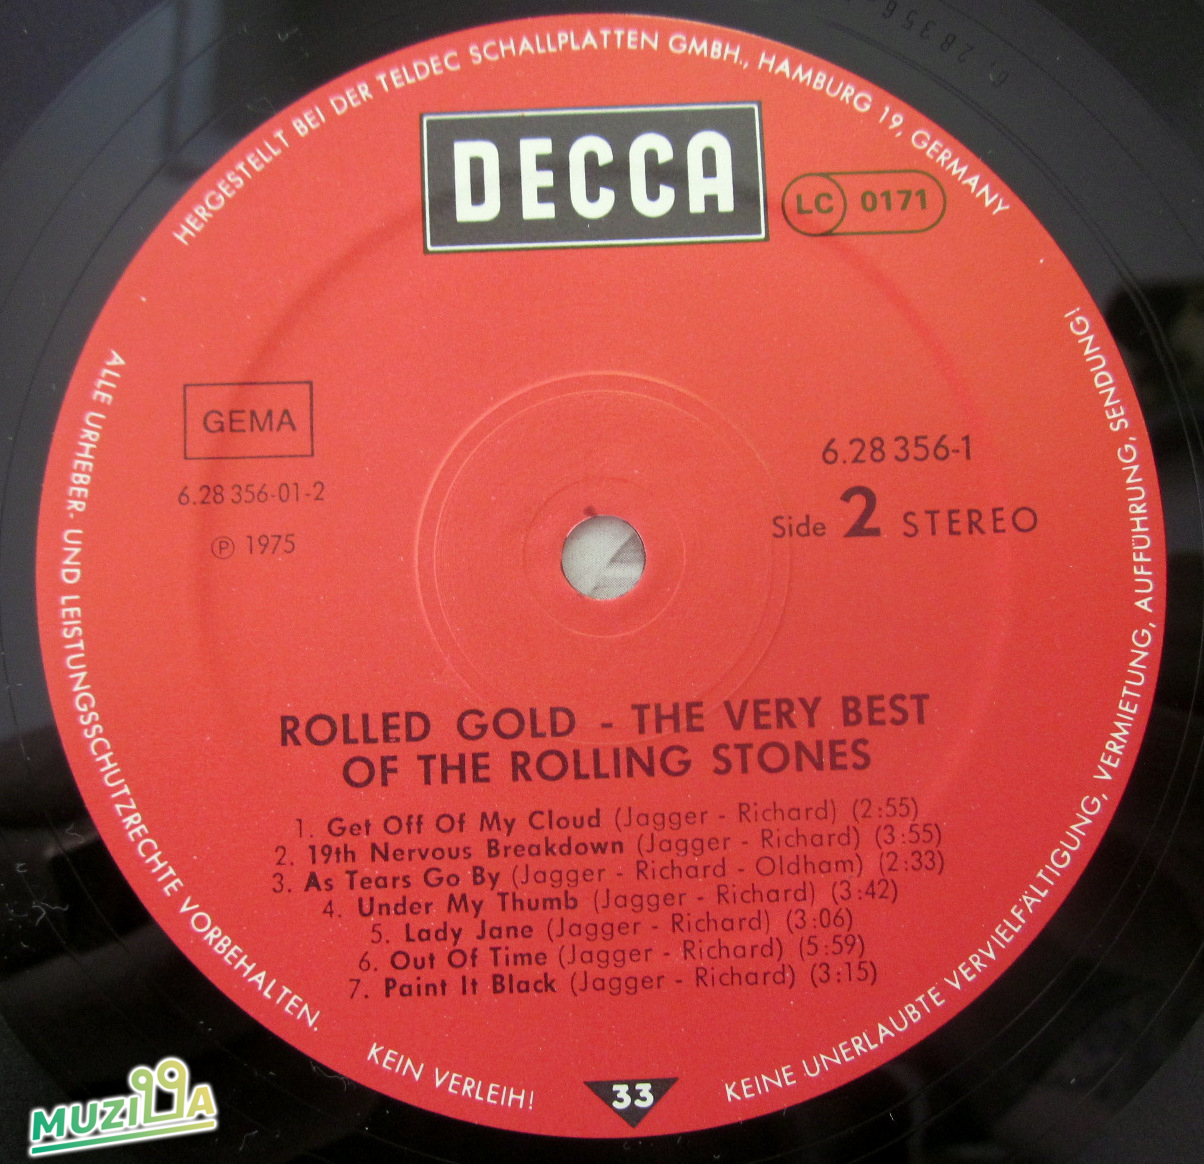 HERGESTELLT BEI DER TELDEC SCHALLPLATTEN GMBH., HAMBURG 19, GERMANY
DECCA
LC 0171
GEMA
6.28 356-01-2
℗ 1975
6.28 356-1
Side 2 STEREO
ROLLED GOLD - THE VERY BEST
OF THE ROLLING STONES
1. Get Off Of My Cloud (Jagger - Richard) (2:55)
2. 19th Nervous Breakdown (Jagger - Richard) (3:55)
3. As Tears Go By (Jagger - Richard - Oldham) (2:33)
4. Under My Thumb (Jagger - Richard) (3:42)
5. Lady Jane (Jagger - Richard) (3:06)
6. Out Of Time (Jagger - Richard) (5:59)
7. Paint It Black (Jagger - Richard) (3:15)
ALLE URHEBER- UND LEISTUNGSSCHUTZRECHTE VORBEHALTEN.
KEIN VERLEIH!
33
KEINE UNERLAUBTE VERVIELFÄLTIGUNG, VERMIETUNG, AUFFÜHRUNG, SENDUNG!
MUZILLA